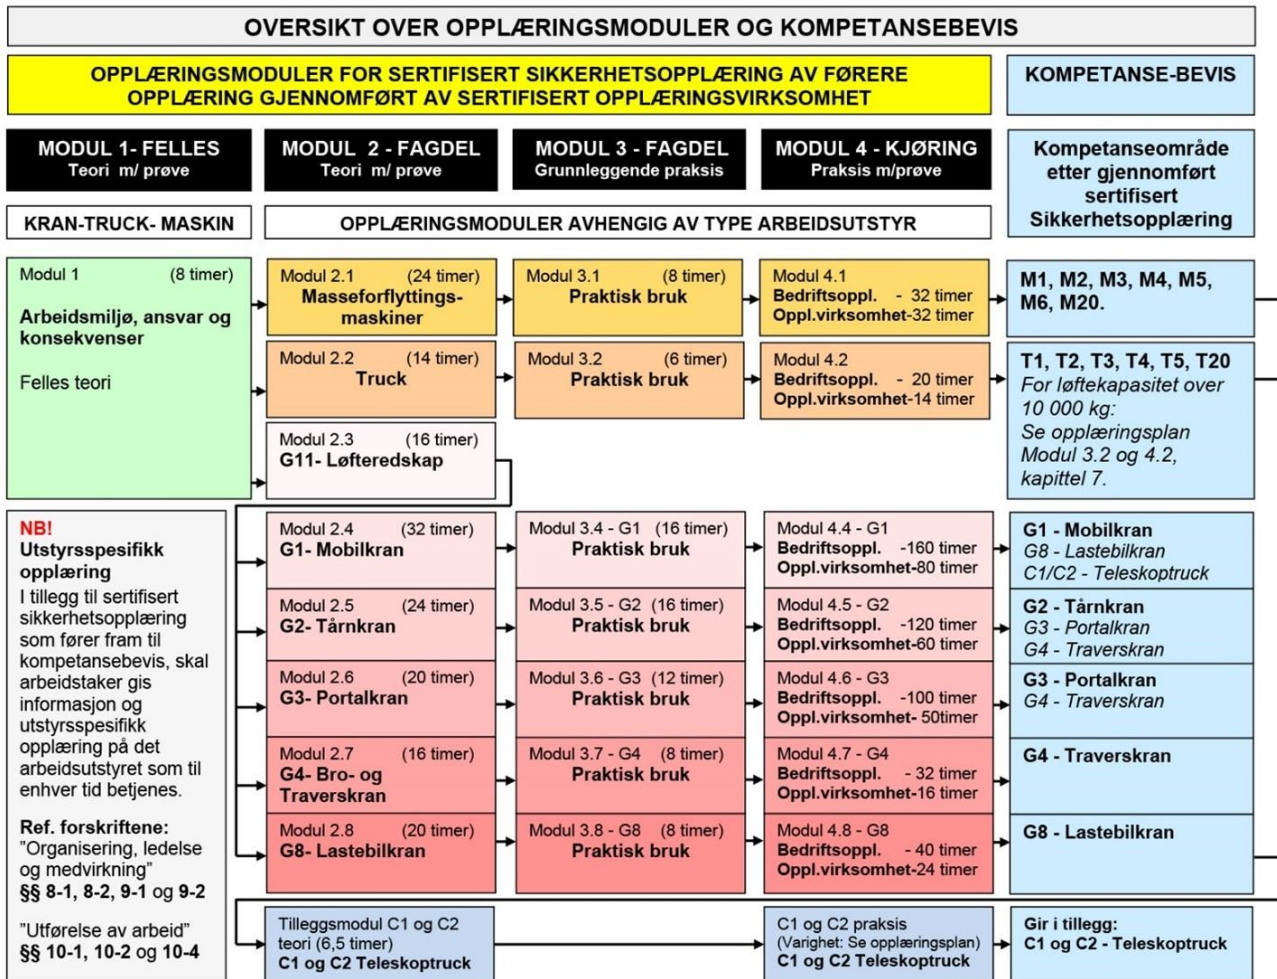 OVERSIKT OVER OPPLÆRINGSMODULER OG KOMPETANSEBEVIS
OPPLÆRINGSMODULER FOR SERTIFISERT SIKKERHETSOPPLÆRING AV FØRERE
OPPLÆRING GJENNOMFØRT AV SERTIFISERT OPPLÆRINGSVIRKSOMHET
KOMPETANSE-BEVIS
MODUL 1- FELLES
Teori m/ prøve
MODUL 2 - FAGDEL
Teori m/ prøve
MODUL 3 - FAGDEL
Grunnleggende praksis
MODUL 4 - KJØRING
Praksis m/prøve
Kompetanseområde
etter gjennomført
sertifisert
Sikkerhetsopplæring
KRAN-TRUCK- MASKIN
OPPLÆRINGSMODULER AVHENGIG AV TYPE ARBEIDSUTSTYR
Modul 1 (8 timer)
Arbeidsmiljø, ansvar og
konsekvenser
Felles teori
Modul 2.1 (24 timer)
Masseforflyttings-
maskiner
Modul 3.1 (8 timer)
Praktisk bruk
Modul 4.1
Bedriftsoppl. - 32 timer
Oppl.virksomhet-32 timer
M1, M2, M3, M4, M5,
M6, M20.
Modul 2.2 (14 timer)
Truck
Modul 3.2 (6 timer)
Praktisk bruk
Modul 4.2
Bedriftsoppl. - 20 timer
Oppl.virksomhet-14 timer
T1, T2, T3, T4, T5, T20
For løftekapasitet over
10 000 kg:
Se opplæringsplan
Modul 3.2 og 4.2,
kapittel 7.
Modul 2.3 (16 timer)
G11- Løfteredskap
NB!
Utstyrsspesifikk
opplæring
I tillegg til sertifisert
sikkerhetsopplæring
som fører fram til
kompetansebevis, skal
arbeidstaker gis
informasjon og
utstyrsspesifikk
opplæring på det
arbeidsutstyret som til
enhver tid betjenes.
Ref. forskriftene:
"Organisering, ledelse
og medvirkning"
§§ 8-1, 8-2, 9-1 og 9-2
"Utførelse av arbeid"
§§ 10-1, 10-2 og 10-4
Modul 2.4 (32 timer)
G1- Mobilkran
Modul 3.4 - G1 (16 timer)
Praktisk bruk
Modul 4.4 - G1
Bedriftsoppl. -160 timer
Oppl.virksomhet-80 timer
G1 - Mobilkran
G8 - Lastebilkran
C1/C2 - Teleskoptruck
Modul 2.5 (24 timer)
G2- Tårnkran
Modul 3.5 - G2 (16 timer)
Praktisk bruk
Modul 4.5 - G2
Bedriftsoppl. -120 timer
Oppl.virksomhet-60 timer
G2 - Tårnkran
G3 - Portalkran
G4 - Traverskran
Modul 2.6 (20 timer)
G3- Portalkran
Modul 3.6 - G3 (12 timer)
Praktisk bruk
Modul 4.6 - G3
Bedriftsoppl. -100 timer
Oppl.virksomhet- 50timer
G3 - Portalkran
G4 - Traverskran
Modul 2.7 (16 timer)
G4- Bro- og
Traverskran
Modul 3.7 - G4 (8 timer)
Praktisk bruk
Modul 4.7 - G4
Bedriftsoppl. - 32 timer
Oppl.virksomhet-16 timer
G4 - Traverskran
Modul 2.8 (20 timer)
G8- Lastebilkran
Modul 3.8 - G8 (8 timer)
Praktisk bruk
Modul 4.8 - G8
Bedriftsoppl. - 40 timer
Oppl.virksomhet-24 timer
G8 - Lastebilkran
Tilleggsmodul C1 og C2
teori (6,5 timer)
C1 og C2 Teleskoptruck
C1 og C2 praksis
(Varighet: Se opplæringsplan)
C1 og C2 Teleskoptruck
Gir i tillegg:
C1 og C2 - Teleskoptruck